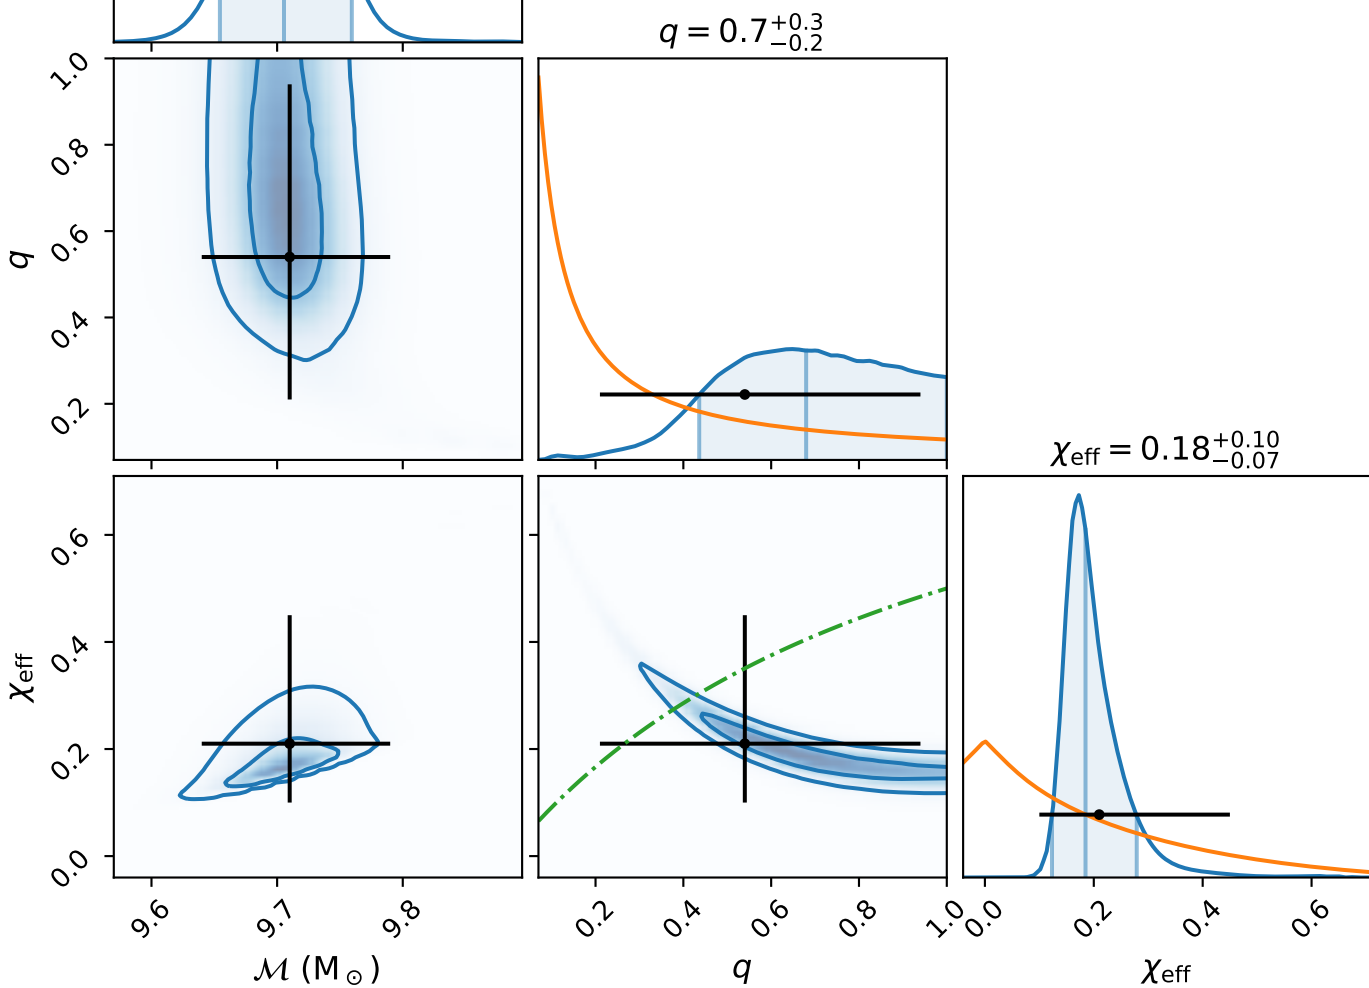 q = 0.7^{+0.3}_{-0.2}
1.0
0.8
0.6
0.4
0.2
q
χ_eff = 0.18^{+0.10}_{-0.07}
0.6
0.4
0.2
0.0
χ_eff
9.6 9.7 9.8
0.2 0.4 0.6 0.8 1.0
0.0 0.2 0.4 0.6
ℳ (M_⊙)
q
χ_eff